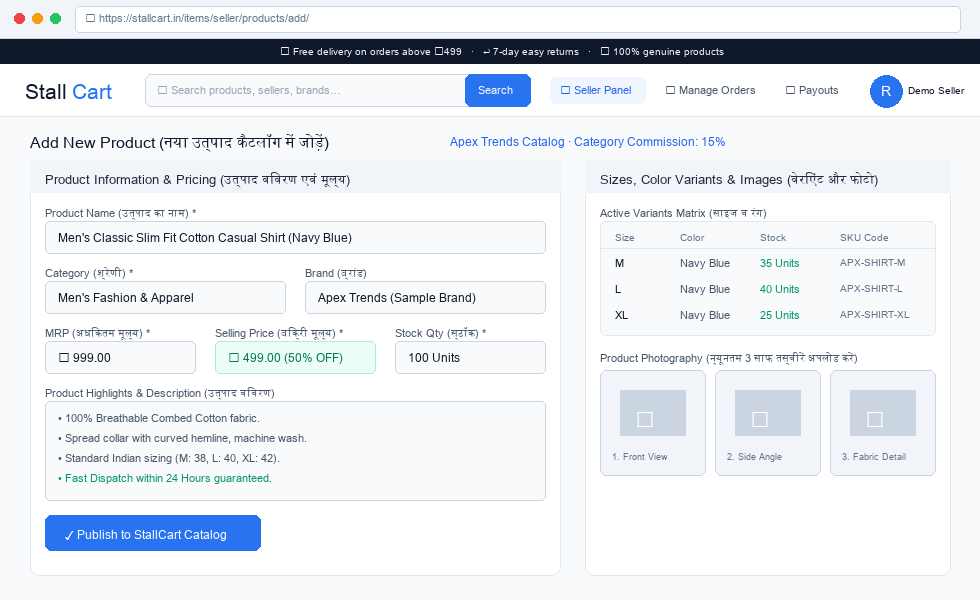 https://stallcart.in/items/seller/products/add/
Free delivery on orders above □499 · ↩ 7-day easy returns · 100% genuine products
Stall Cart
Search products, sellers, brands...
Search
Seller Panel
Manage Orders
Payouts
R
Demo Seller
Add New Product (नया उत्पाद कैटलॉग में जोड़ें)
Apex Trends Catalog · Category Commission: 15%
Product Information & Pricing (उत्पाद विवरण एवं मूल्य)
Product Name (उत्पाद का नाम) *
Men's Classic Slim Fit Cotton Casual Shirt (Navy Blue)
Category (श्रेणी) *
Brand (ब्रांड)
Men's Fashion & Apparel
Apex Trends (Sample Brand)
MRP (अधिकतम मूल्य) *
Selling Price (विक्री मूल्य) *
Stock Qty (स्टॉक) *
□ 999.00
□ 499.00 (50% OFF)
100 Units
Product Highlights & Description (उत्पाद विवरण)
• 100% Breathable Combed Cotton fabric.
• Spread collar with curved hemline, machine wash.
• Standard Indian sizing (M: 38, L: 40, XL: 42).
• Fast Dispatch within 24 Hours guaranteed.
✓ Publish to StallCart Catalog
Sizes, Color Variants & Images (वेरिएंट और फोटो)
Active Variants Matrix (साइज व रंग)
Size Color Stock SKU Code
M Navy Blue 35 Units APX-SHIRT-M
L Navy Blue 40 Units APX-SHIRT-L
XL Navy Blue 25 Units APX-SHIRT-XL
Product Photography (न्यूनतम 3 साफ तस्वीरें अपलोड करें)
1. Front View
2. Side Angle
3. Fabric Detail